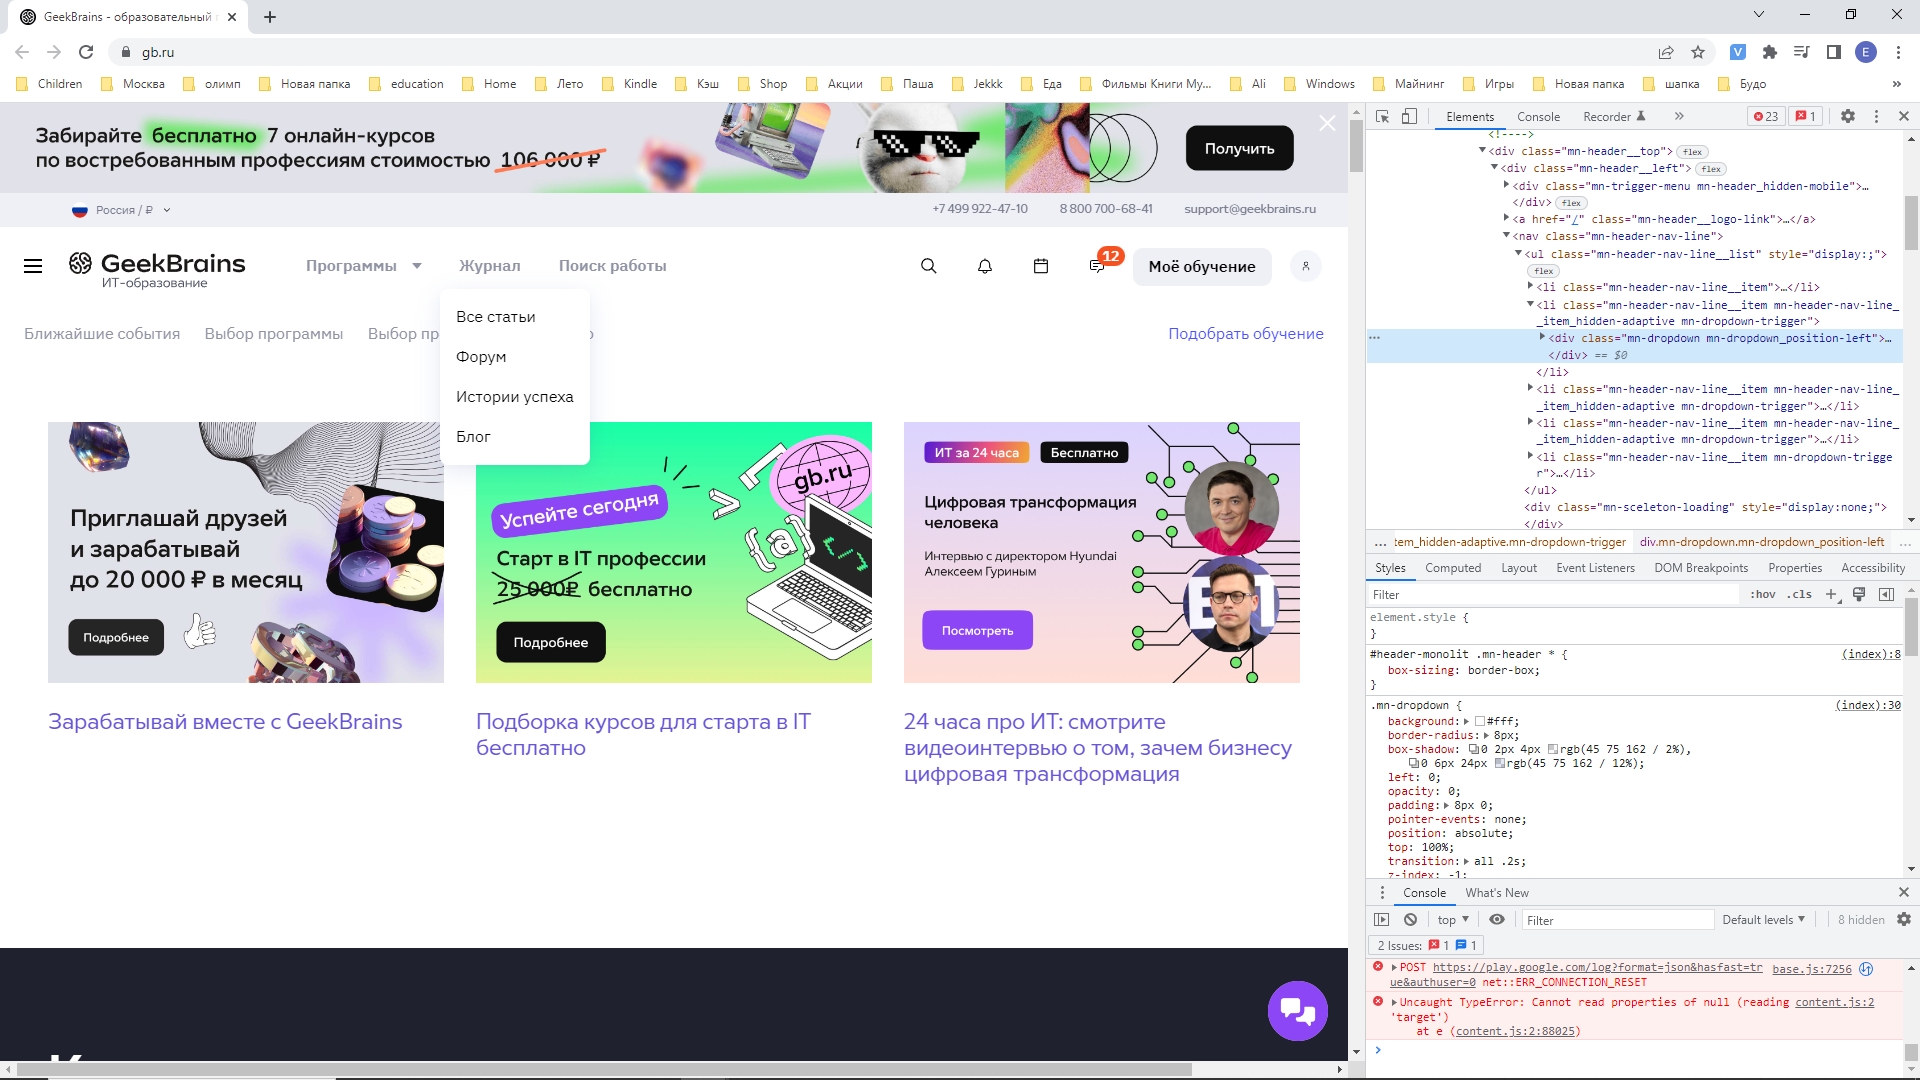 GeekBrains - образовательный
gb.ru
Children Москва олимп Новая папка education Home Лето Kindle Кэш Shop Акции Паша Jekkk Еда Фильмы Книги Му... Ali Windows Майнинг Игры Новая папка шапка Будо »
Забирайте бесплатно 7 онлайн-курсов
по востребованным профессиям стоимостью 106 000 ₽
Получить
Россия / ₽
+7 499 922-47-10 8 800 700-68-41 support@geekbrains.ru
GeekBrains
ИТ-образование
Программы Журнал Поиск работы
12
Моё обучение
Ближайшие события Выбор программы Подобрать обучение
Все статьи
Форум
Истории успеха
Блог
Приглашай друзей
и зарабатывай
до 20 000 ₽ в месяц
Подробнее
gb.ru
Успейте сегодня
Старт в IT профессии
25 000₽ бесплатно
Подробнее
ИТ за 24 часа Бесплатно
Цифровая трансформация
человека
Интервью с директором Hyundai
Алексеем Гуриным
Посмотреть
Зарабатывай вместе с GeekBrains
Подборка курсов для старта в IT
бесплатно
24 часа про ИТ: смотрите
видеоинтервью о том, зачем бизнесу
цифровая трансформация
Elements Console Recorder » 23 1
<!---->
<div class="mn-header__top"> flex
<div class="mn-header__left"> flex
<div class="mn-trigger-menu mn-header_hidden-mobile">…
</div> flex
<a href="/" class="mn-header__logo-link">…</a>
<nav class="mn-header-nav-line">
<ul class="mn-header-nav-line__list" style="display:;">
flex
<li class="mn-header-nav-line__item">…</li>
<li class="mn-header-nav-line__item mn-header-nav-line_
_item_hidden-adaptive mn-dropdown-trigger">
<div class="mn-dropdown mn-dropdown_position-left">…
</div> == $0
</li>
<li class="mn-header-nav-line__item mn-header-nav-line_
_item_hidden-adaptive mn-dropdown-trigger">…</li>
<li class="mn-header-nav-line__item mn-header-nav-line_
_item_hidden-adaptive mn-dropdown-trigger">…</li>
<li class="mn-header-nav-line__item mn-dropdown-trigge
r">…</li>
</ul>
<div class="mn-sceleton-loading" style="display:none;">
</div>
... tem_hidden-adaptive.mn-dropdown-trigger div.mn-dropdown.mn-dropdown_position-left ...
Styles Computed Layout Event Listeners DOM Breakpoints Properties Accessibility
Filter :hov .cls
element.style {
}
#header-monolit .mn-header * { (index):8
box-sizing: border-box;
}
.mn-dropdown { (index):30
background: #fff;
border-radius: 8px;
box-shadow: 0 2px 4px rgb(45 75 162 / 2%),
0 6px 24px rgb(45 75 162 / 12%);
left: 0;
opacity: 0;
padding: 8px 0;
pointer-events: none;
position: absolute;
top: 100%;
transition: all .2s;
z-index: -1;
Console What's New
top Filter Default levels 8 hidden
2 Issues: 1 1
POST https://play.google.com/log?format=json&hasfast=tr base.js:7256
ue&authuser=0 net::ERR_CONNECTION_RESET
Uncaught TypeError: Cannot read properties of null (reading content.js:2
'target')
at e (content.js:2:88025)